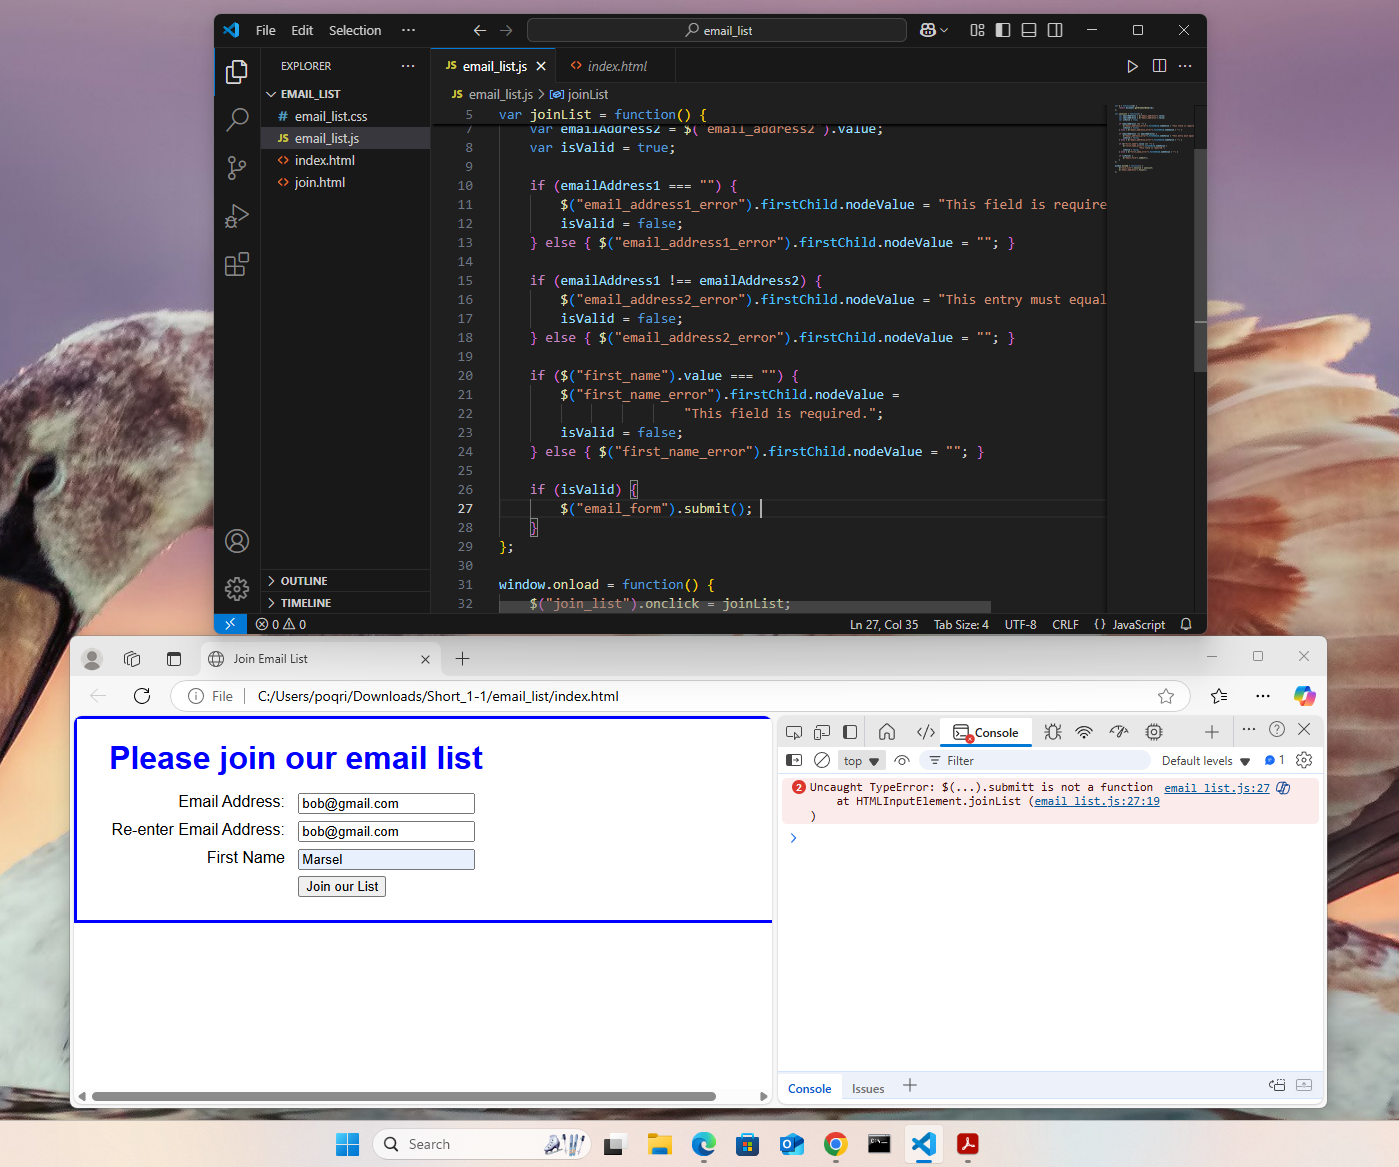 File Edit Selection ··· email_list
EXPLORER ···
EMAIL_LIST
# email_list.css
JS email_list.js
<> index.html
<> join.html
OUTLINE
TIMELINE
JS email_list.js <> index.html
JS email_list.js > joinList
5 var joinList = function() {
7 var emailAddress2 = $("email_address2").value;
8 var isValid = true;
9
10 if (emailAddress1 === "") {
11 $("email_address1_error").firstChild.nodeValue = "This field is require
12 isValid = false;
13 } else { $("email_address1_error").firstChild.nodeValue = ""; }
14
15 if (emailAddress1 !== emailAddress2) {
16 $("email_address2_error").firstChild.nodeValue = "This entry must equal
17 isValid = false;
18 } else { $("email_address2_error").firstChild.nodeValue = ""; }
19
20 if ($("first_name").value === "") {
21 $("first_name_error").firstChild.nodeValue =
22 "This field is required.";
23 isValid = false;
24 } else { $("first_name_error").firstChild.nodeValue = ""; }
25
26 if (isValid) {
27 $("email_form").submit();
28 }
29 };
30
31 window.onload = function() {
32 $("join_list").onclick = joinList;
0 0 Ln 27, Col 35 Tab Size: 4 UTF-8 CRLF {} JavaScript
Join Email List
File C:/Users/poqri/Downloads/Short_1-1/email_list/index.html
Please join our email list
Email Address: bob@gmail.com
Re-enter Email Address: bob@gmail.com
First Name Marsel
Join our List
Console
top Filter Default levels 1
2 Uncaught TypeError: $(...).submitt is not a function email_list.js:27
at HTMLInputElement.joinList (email_list.js:27:19
)
Console Issues
Search